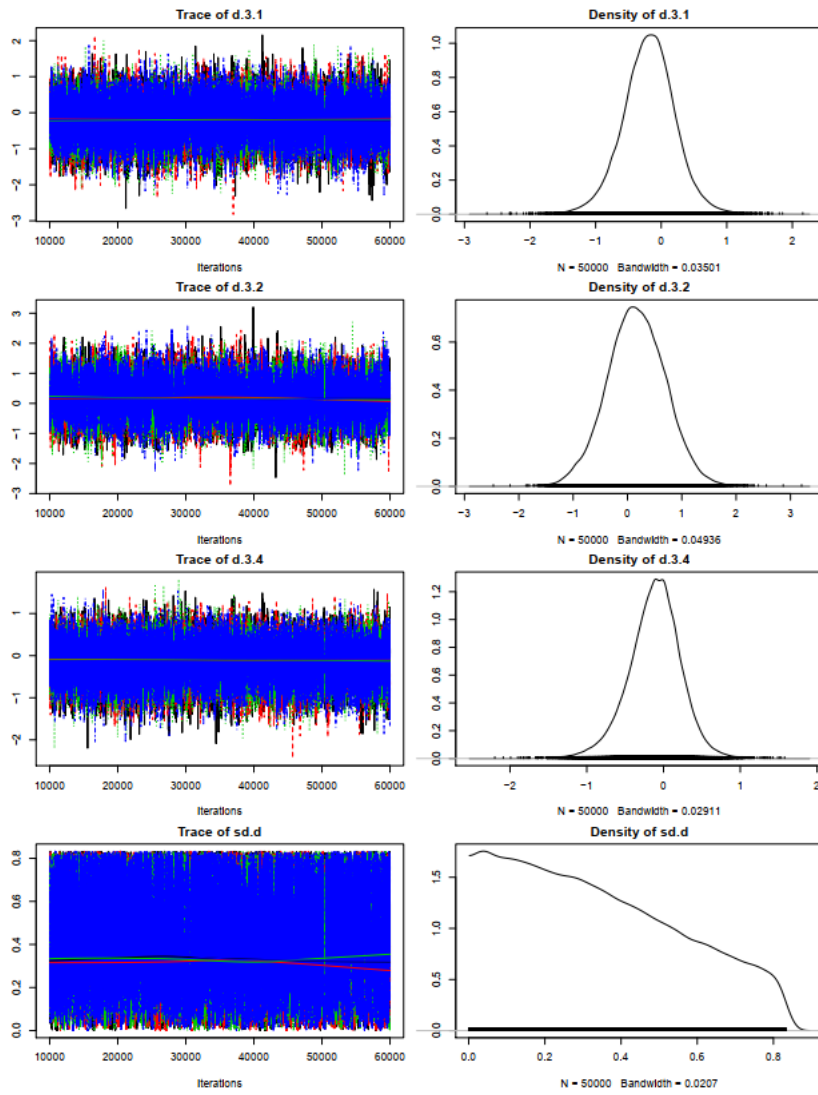 Trace of d.3.1
2
1
0
−1
−2
−3
10000 20000 30000 40000 50000 60000
Iterations
Density of d.3.1
1.0
0.8
0.6
0.4
0.2
0.0
−3 −2 −1 0 1 2
N = 50000 Bandwidth = 0.03501
Trace of d.3.2
3
2
1
0
−1
−2
−3
10000 20000 30000 40000 50000 60000
Iterations
Density of d.3.2
0.6
0.4
0.2
0.0
−3 −2 −1 0 1 2 3
N = 50000 Bandwidth = 0.04936
Trace of d.3.4
1
0
−1
−2
10000 20000 30000 40000 50000 60000
Iterations
Density of d.3.4
1.2
1.0
0.8
0.6
0.4
0.2
0.0
−2 −1 0 1 2
N = 50000 Bandwidth = 0.02911
Trace of sd.d
0.8
0.6
0.4
0.2
0.0
10000 20000 30000 40000 50000 60000
Iterations
Density of sd.d
1.5
1.0
0.5
0.0
0.0 0.2 0.4 0.6 0.8
N = 50000 Bandwidth = 0.0207